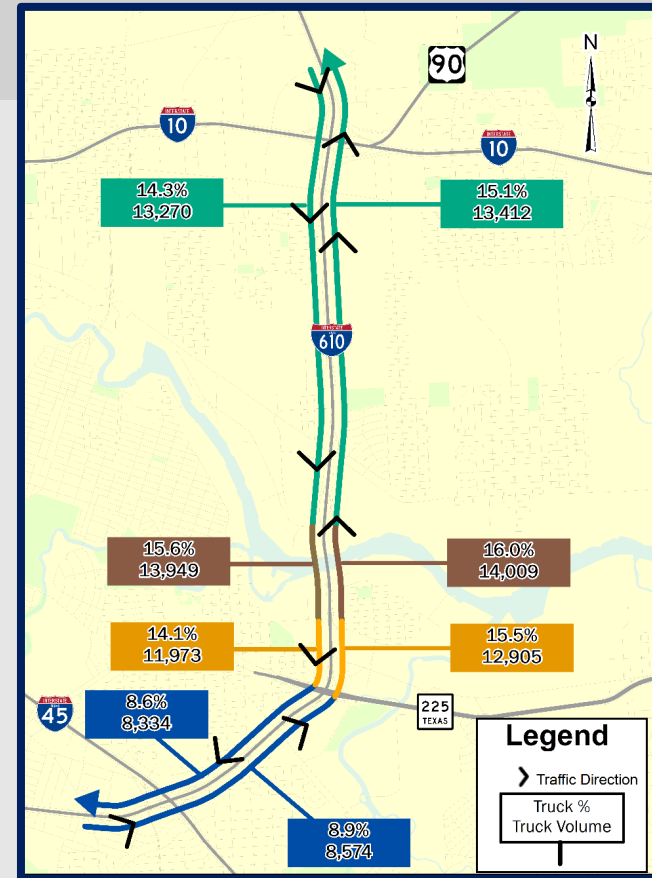 N
90
INTERSTATE
10
INTERSTATE
10
14.3%
13,270
15.1%
13,412
INTERSTATE
610
15.6%
13,949
16.0%
14,009
14.1%
11,973
15.5%
12,905
INTERSTATE
45
8.6%
8,334
225
TEXAS
8.9%
8,574
Legend
Traffic Direction
Truck %
Truck Volume